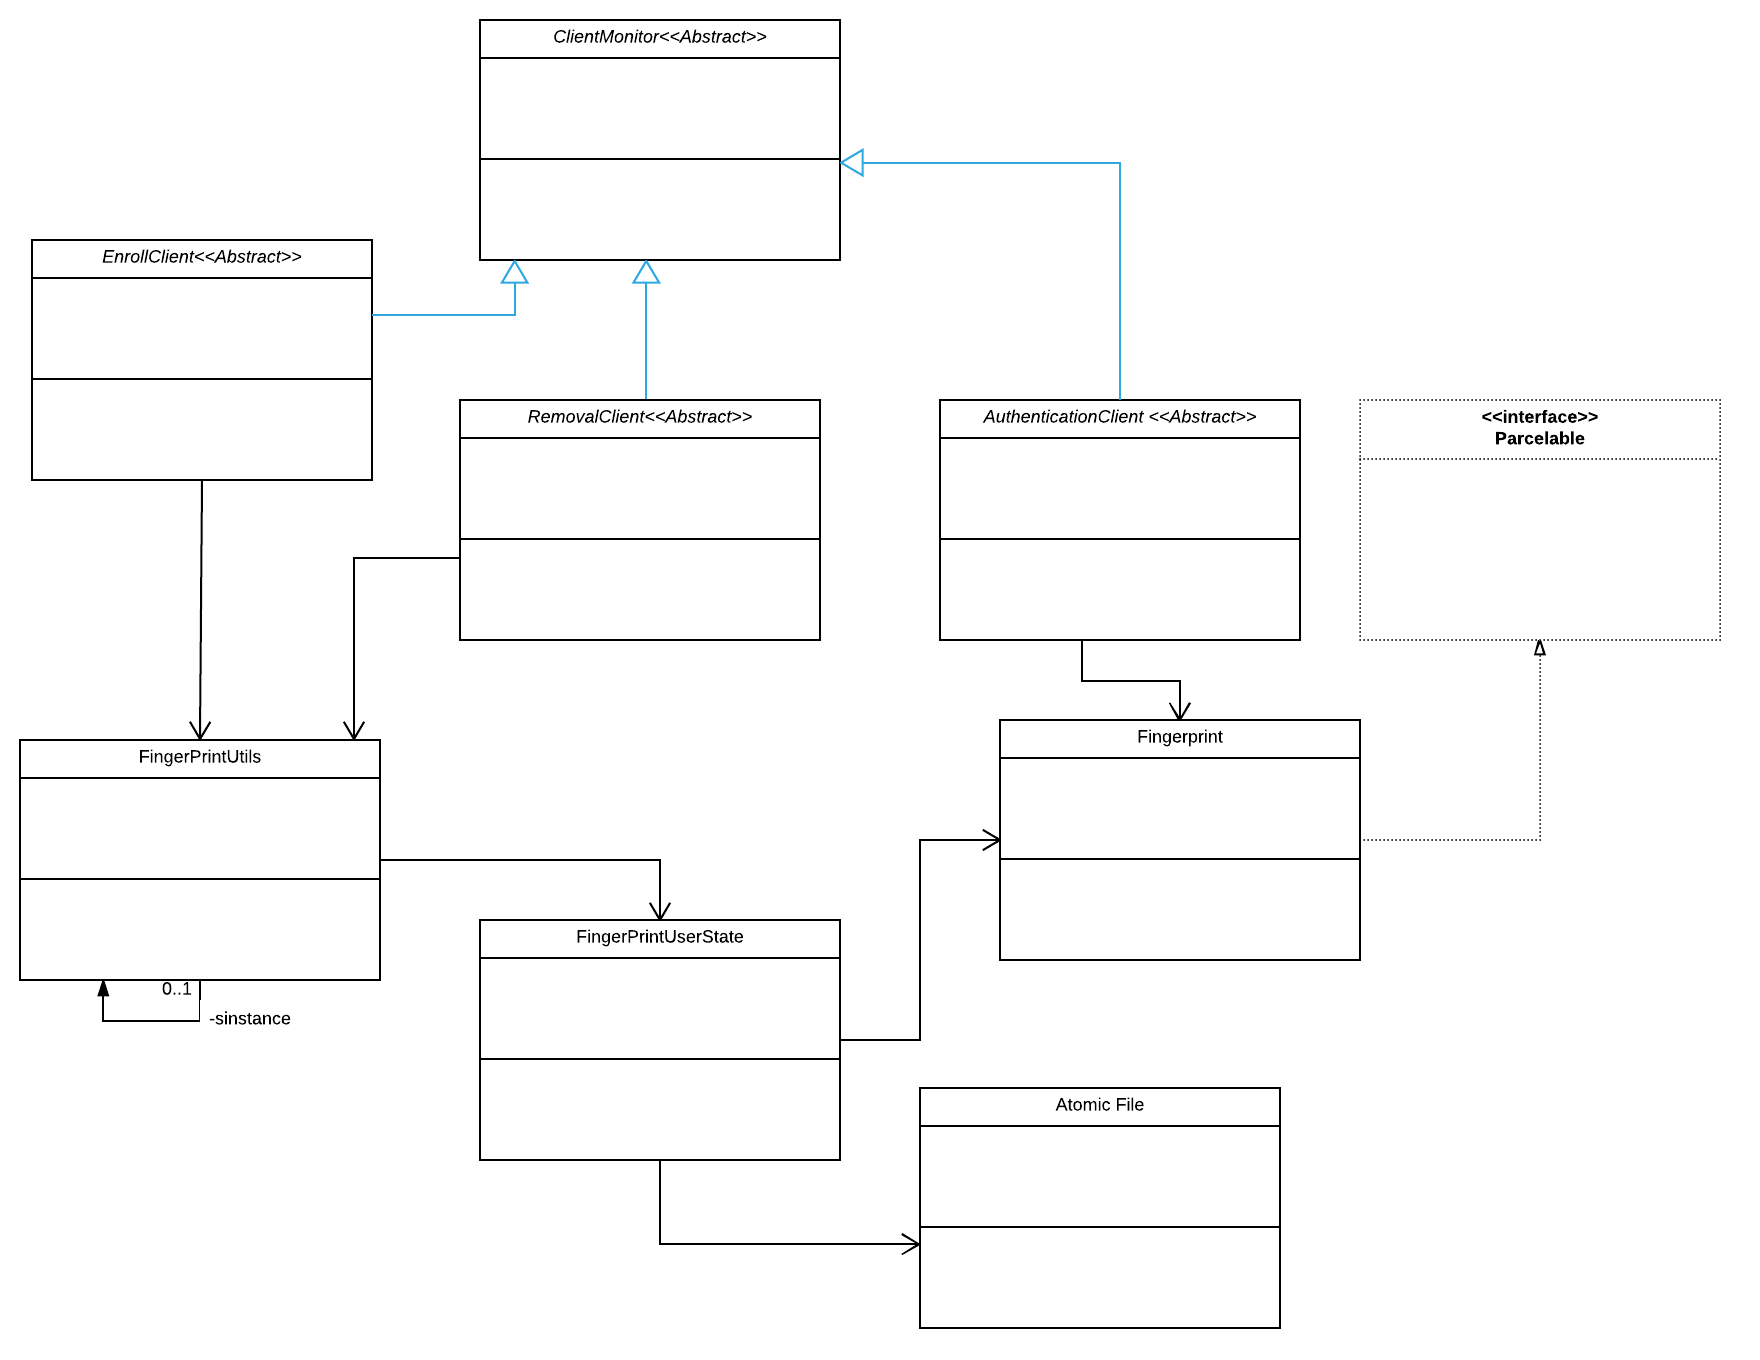 ClientMonitor<<Abstract>>
EnrollClient<<Abstract>>
RemovalClient<<Abstract>>
AuthenticationClient <<Abstract>>
<<interface>>
Parcelable
FingerPrintUtils
Fingerprint
FingerPrintUserState
0..1
-sinstance
Atomic File